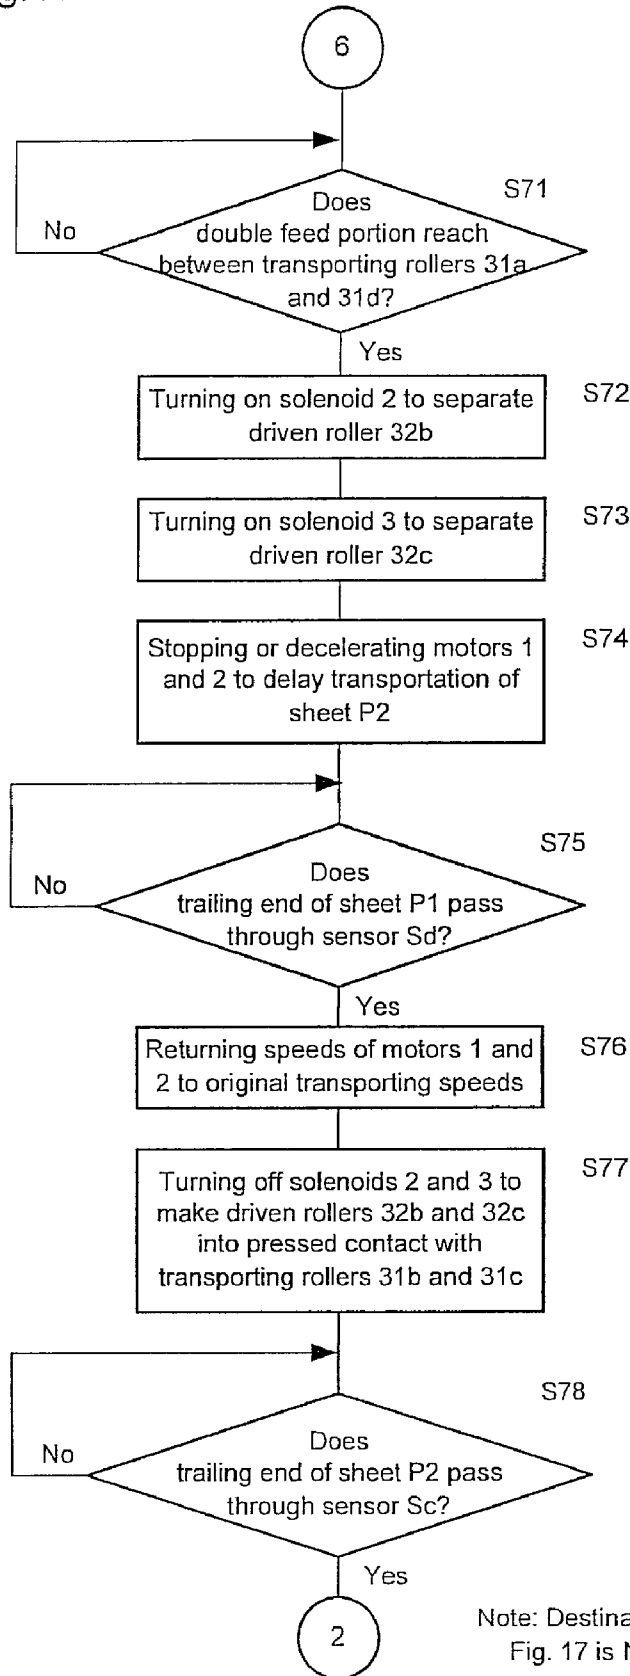 6
S71
Does
double feed portion reach
between transporting rollers 31a
and 31d?
No
Yes
S72
Turning on solenoid 2 to separate
driven roller 32b
S73
Turning on solenoid 3 to separate
driven roller 32c
S74
Stopping or decelerating motors 1
and 2 to delay transportation of
sheet P2
S75
Does
trailing end of sheet P1 pass
through sensor Sd?
No
Yes
S76
Returning speeds of motors 1 and
2 to original transporting speeds
S77
Turning off solenoids 2 and 3 to
make driven rollers 32b and 32c
into pressed contact with
transporting rollers 31b and 31c
S78
Does
trailing end of sheet P2 pass
through sensor Sc?
No
Yes
2
Note:
Fig. 17 is